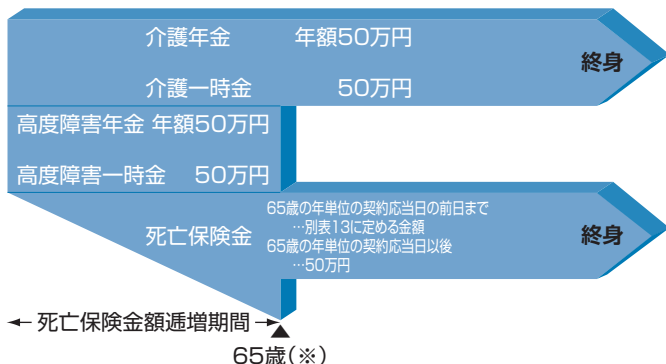 介護年金 年額50万円
終身
介護一時金 50万円
高度障害年金 年額50万円
高度障害一時金 50万円
死亡保険金
65歳の年単位の契約応当日の前日まで
…別表13に定める金額
65歳の年単位の契約応当日以後
…50万円
終身
死亡保険金額逓増期間
65歳(※)